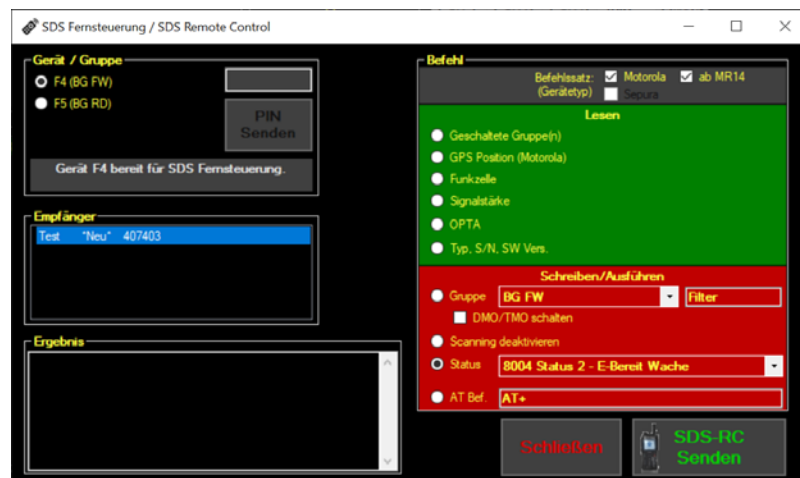 SDS Fernsteuerung / SDS Remote Control
Gerät / Gruppe
F4 (BG FW)
F5 (BG RD)
PIN
Senden
Gerät F4 bereit für SDS Fernsteuerung.
Empfänger
Test "Neu" 407403
Ergebnis
Befehl
Befehlssatz: Motorola ab MR14
(Gerätetyp) Sepura
Lesen
Geschaltete Gruppe(n)
GPS Position (Motorola)
Funkzelle
Signalstärke
OPTA
Typ, S/N, SW Vers.
Schreiben/Ausführen
Gruppe BG FW Filter
DMO/TMO schalten
Scanning deaktivieren
Status 8004 Status 2 - E-Bereit Wache
AT Bef. AT+
Schließen
SDS-RC
Senden